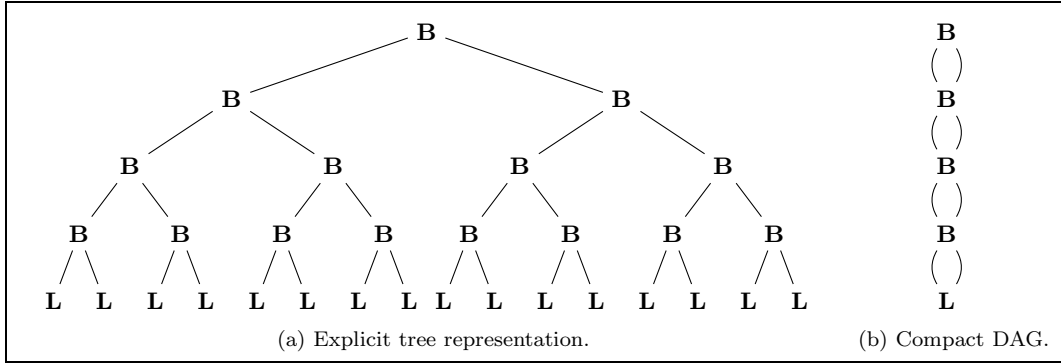 B B
B B B
B B B B B
B B B B B B B B B
L L L L L L L L L L L L L L L L L
(a) Explicit tree representation. (b) Compact DAG.